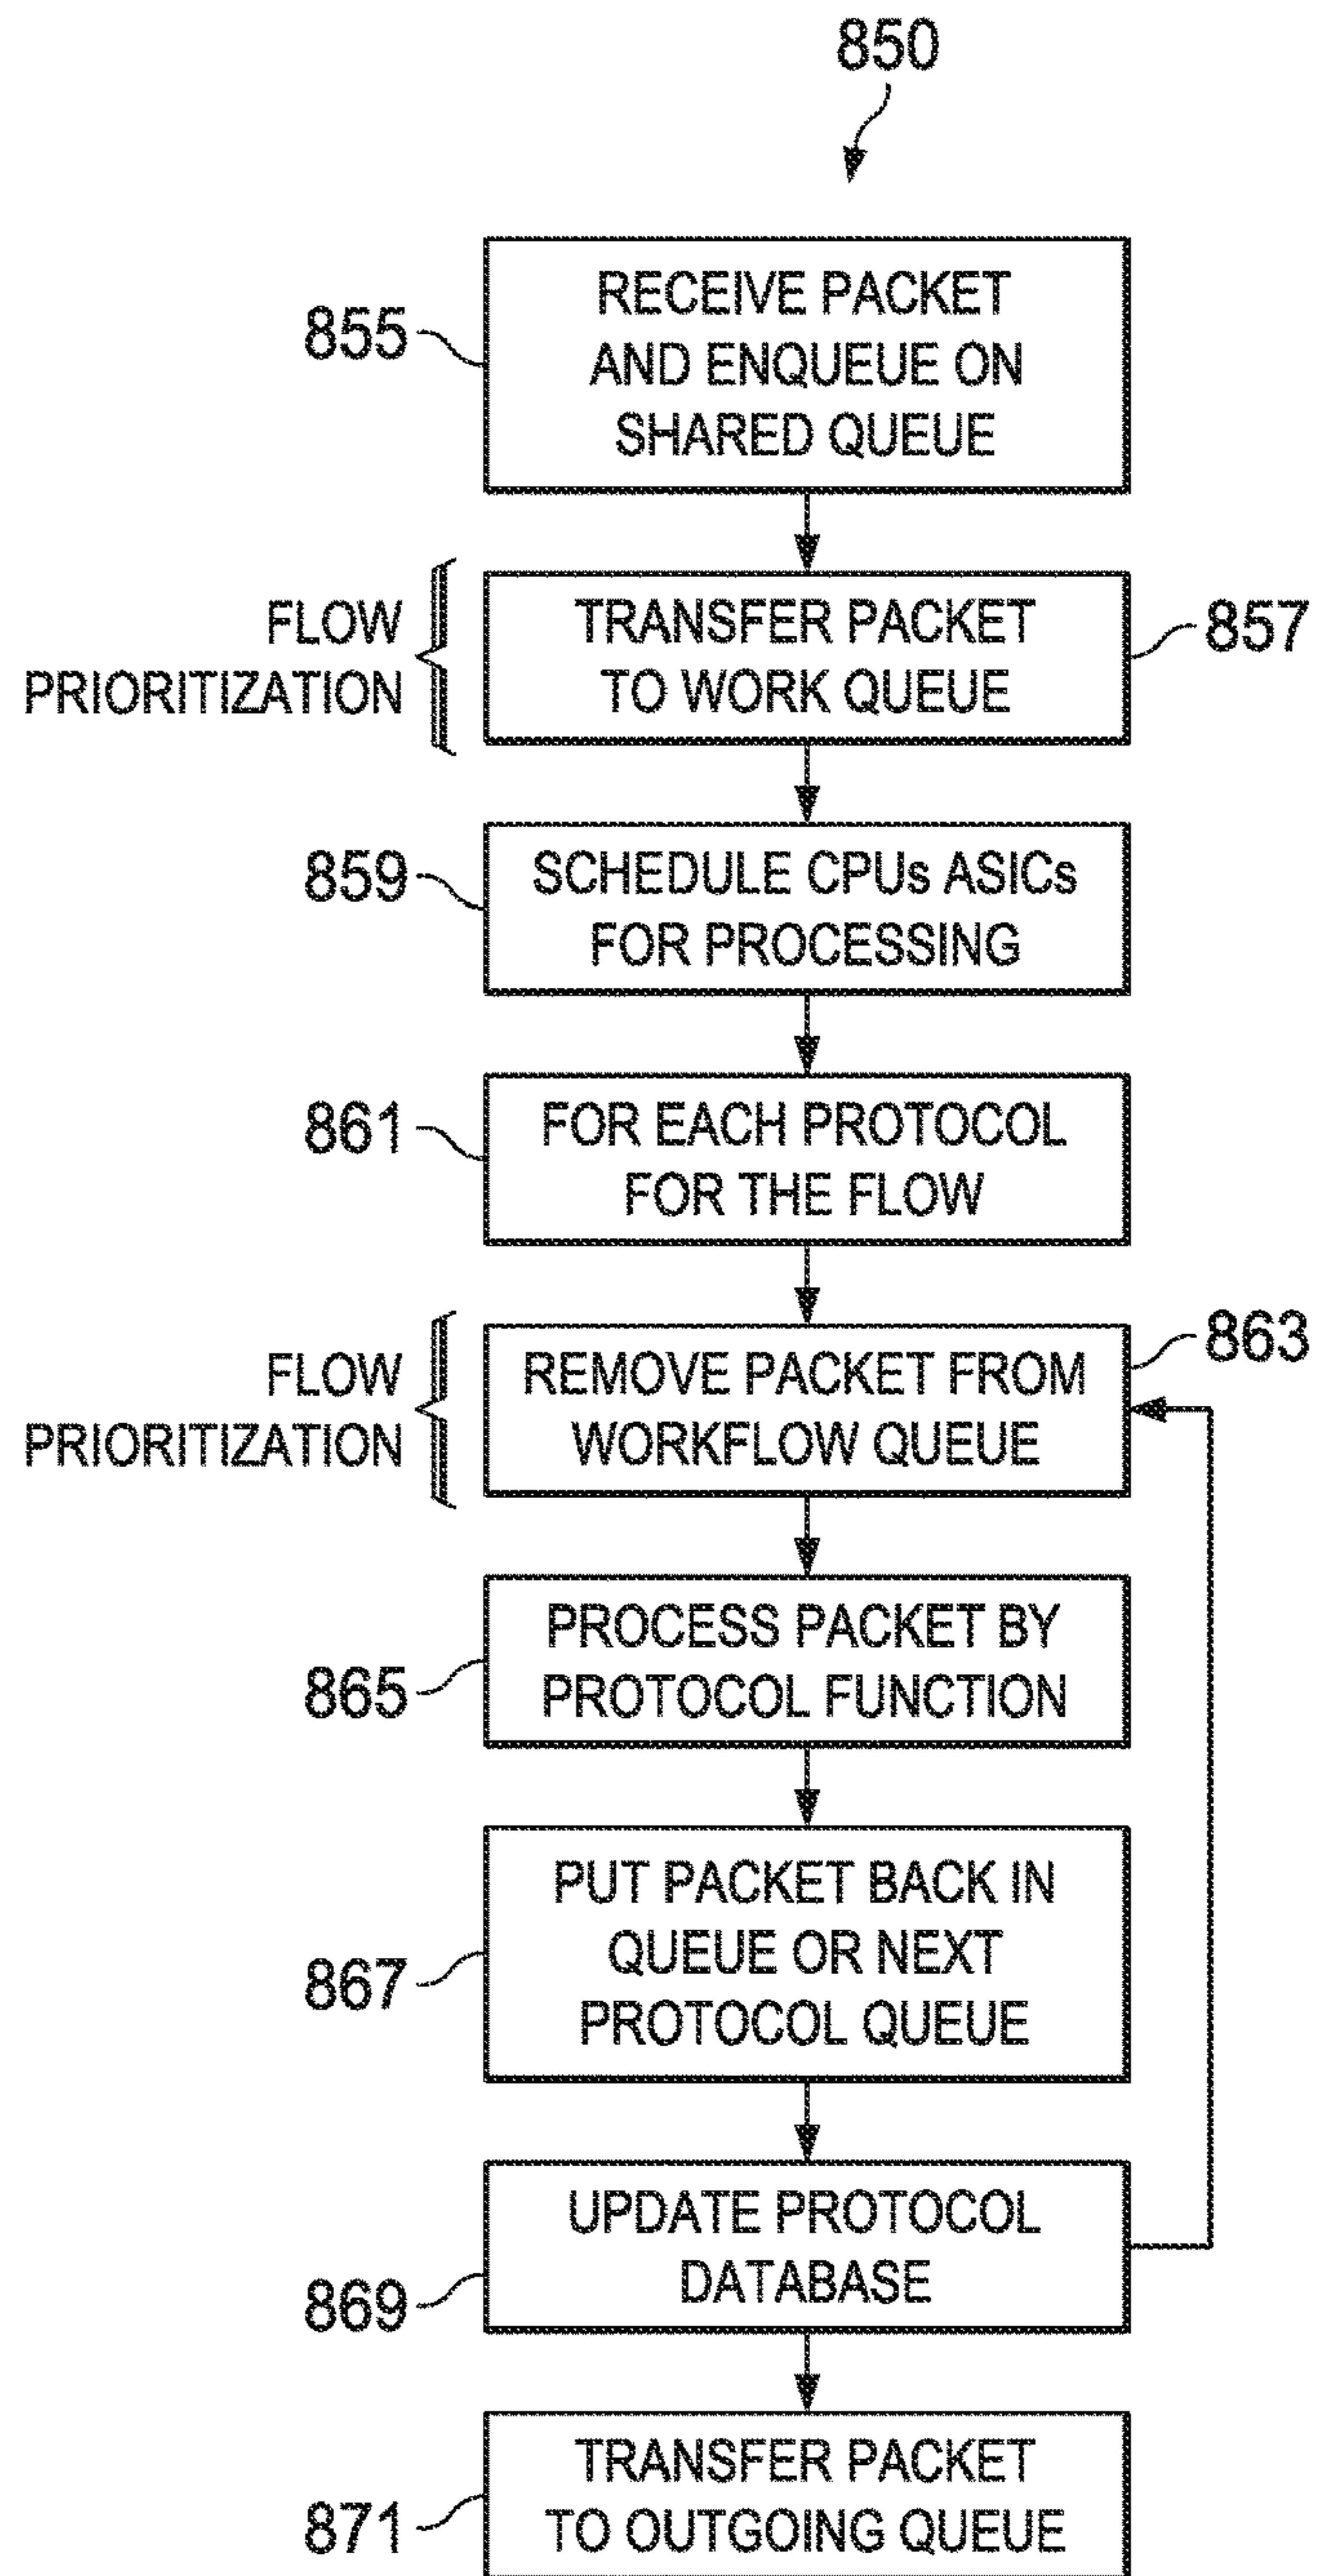 850
855
RECEIVE PACKET
AND ENQUEUE ON
SHARED QUEUE
FLOW
PRIORITIZATION
TRANSFER PACKET
TO WORK QUEUE
857
859
SCHEDULE CPUs ASICs
FOR PROCESSING
861
FOR EACH PROTOCOL
FOR THE FLOW
FLOW
PRIORITIZATION
REMOVE PACKET FROM
WORKFLOW QUEUE
863
865
PROCESS PACKET BY
PROTOCOL FUNCTION
867
PUT PACKET BACK IN
QUEUE OR NEXT
PROTOCOL QUEUE
869
UPDATE PROTOCOL
DATABASE
871
TRANSFER PACKET
TO OUTGOING QUEUE